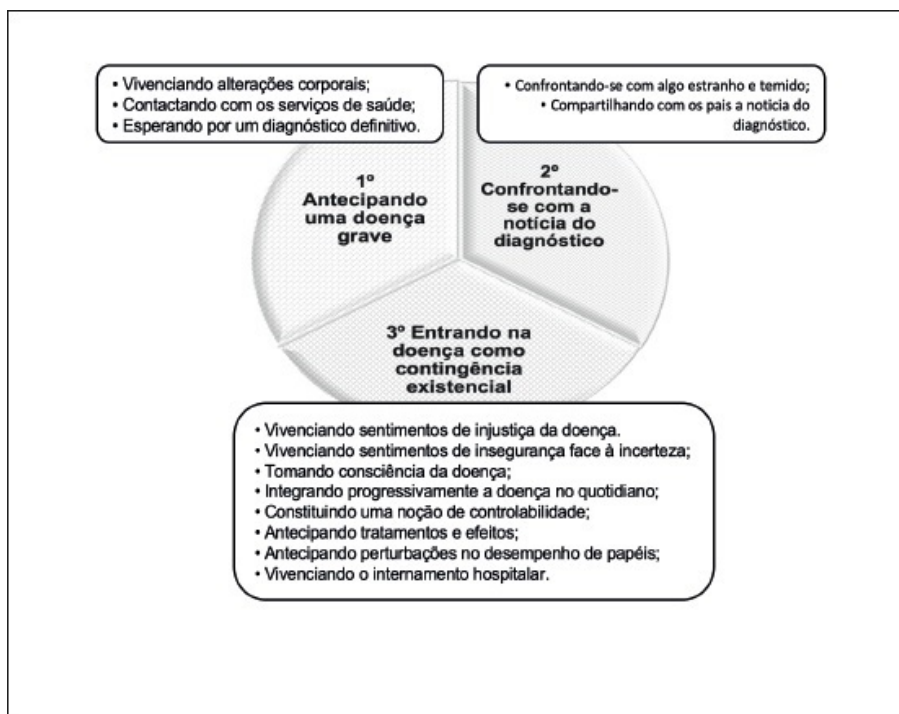 • Vivenciando alterações corporais;
• Contactando com os serviços de saúde;
• Esperando por um diagnóstico definitivo.
• Confrontando-se com algo estranho e temido;
• Compartilhando com os pais a noticia do
diagnóstico.
1º
Antecipando
uma doença
grave
2º
Confrontando-
se com a
notícia do
diagnóstico
3º Entrando na
doença como
contingência
existencial
• Vivenciando sentimentos de injustiça da doença.
• Vivenciando sentimentos de insegurança face à incerteza;
• Tomando consciência da doença;
• Integrando progressivamente a doença no quotidiano;
• Constituindo uma noção de controlabilidade;
• Antecipando tratamentos e efeitos;
• Antecipando perturbações no desempenho de papéis;
• Vivenciando o internamento hospitalar.